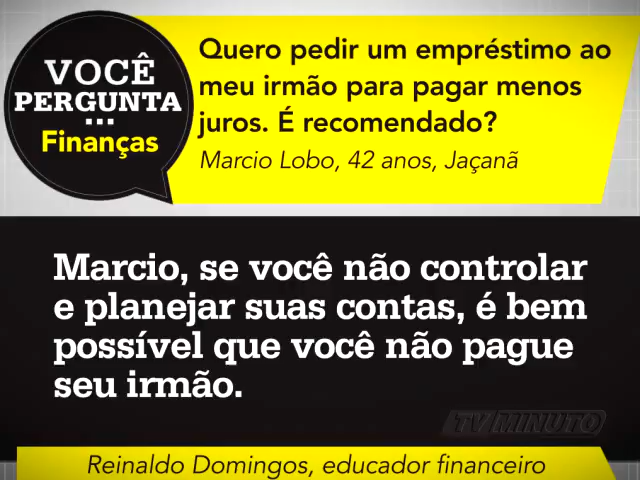 VOCÊ
PERGUNTA
...
Finanças
Quero pedir um empréstimo ao
meu irmão para pagar menos
juros. É recomendado?
Marcio Lobo, 42 anos, Jaçanã
Marcio, se você não controlar
e planejar suas contas, é bem
possível que você não pague
seu irmão.
TV MINUTO
Reinaldo Domingos, educador financeiro